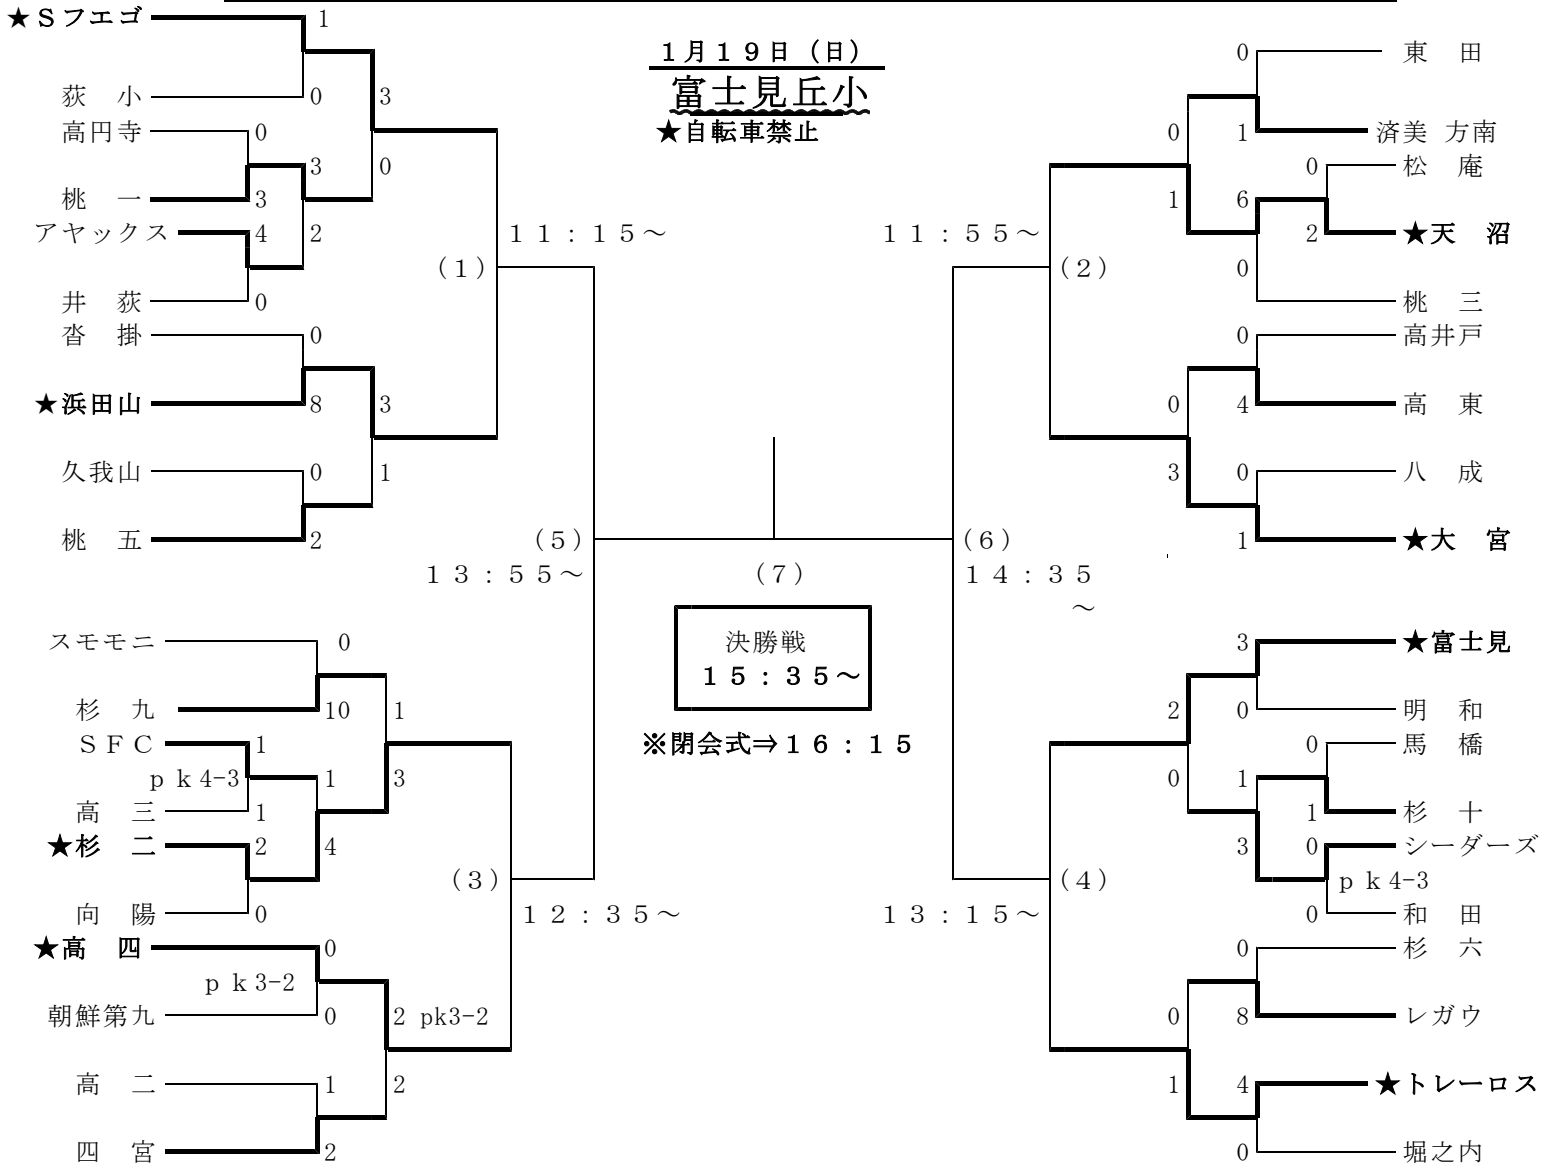 ★Ｓフエゴ 1
荻　小 0 3
高円寺 0
3 0
桃　一 3
アヤックス 4 2
井　荻 0
(１) １１：１５～
沓　掛 0
★浜田山 8 3
久我山 0 1
桃　五 2
(５)
１３：５５～
スモモニ 0
杉　九 10 1
ＳＦＣ 1
ｐｋ4-3 1 3
高　三 1
★杉　二 2 4
向　陽 0
(３)
１２：３５～
★高　四 0
ｐｋ3-2
朝鮮第九 0 2 pk3-2
高　二 1 2
四　宮 2
１月１９日（日）
富士見丘小
★自転車禁止
(７)
決勝戦
１５：３５～
※閉会式⇒１６：１５
0 東　田
0 1 済美 方南
0 松　庵
1 6
2 ★天　沼
0 桃　三
１１：５５～ (２)
0 高井戸
0 4 高　東
3 0 八　成
1 ★大　宮
(６)
１４：３５
～
3 ★富士見
2 0 明　和
0 馬　橋
0 1
1 杉　十
3 0 シーダーズ
ｐｋ4-3
0 和　田
(４)
１３：１５～
0 杉　六
0 8 レガウ
1 4 ★トレーロス
0 堀之内